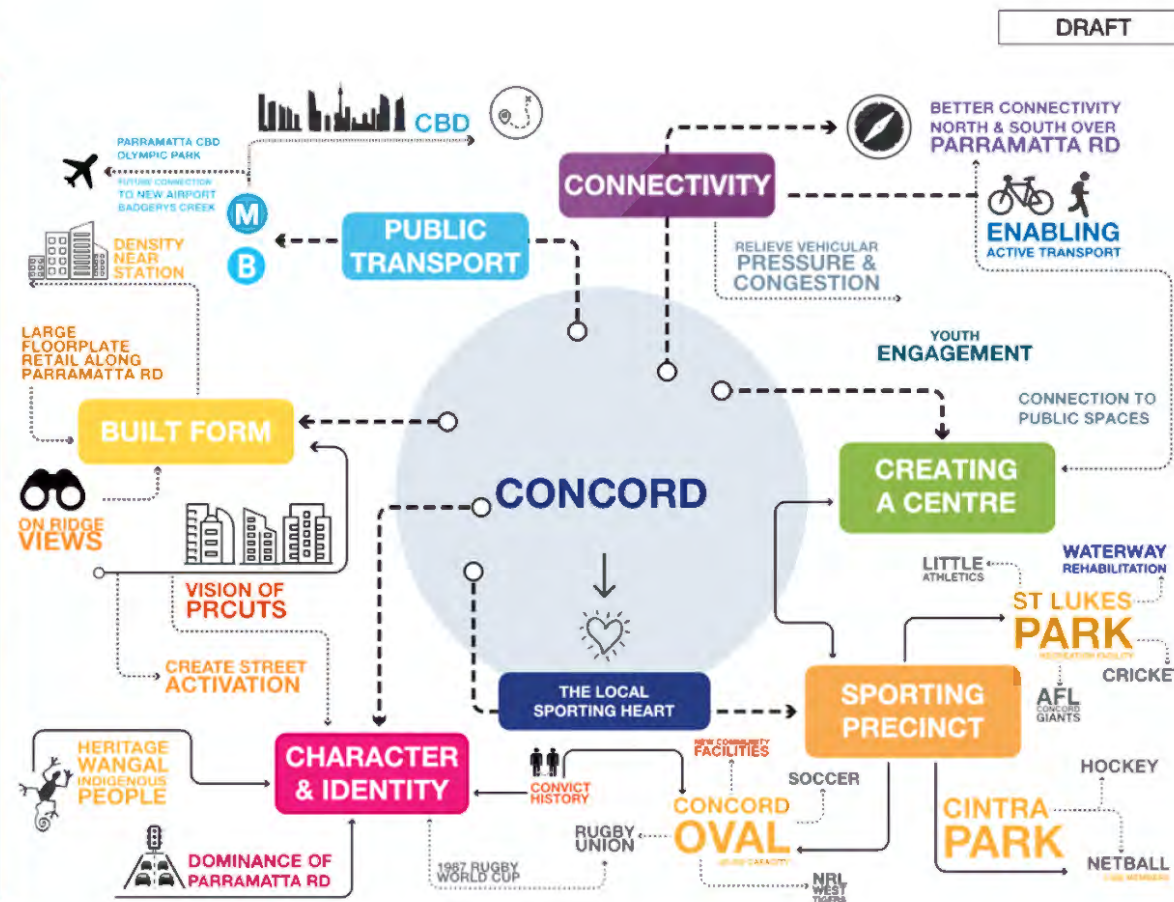 DRAFT
CBD
PARRAMATTA CBD
OLYMPIC PARK
FUTURE CONNECTION
TO NEW AIRPORT
BADGERYS CREEK
M
B
PUBLIC
TRANSPORT
CONNECTIVITY
BETTER CONNECTIVITY
NORTH & SOUTH OVER
PARRAMATTA RD
ENABLING
ACTIVE TRANSPORT
RELIEVE VEHICULAR
PRESSURE &
CONGESTION
DENSITY
NEAR
STATION
LARGE
FLOORPLATE
RETAIL ALONG
PARRAMATTA RD
BUILT FORM
ON RIDGE
VIEWS
VISION OF
PRCUTS
CREATE STREET
ACTIVATION
YOUTH
ENGAGEMENT
CONNECTION TO
PUBLIC SPACES
CREATING
A CENTRE
CONCORD
THE LOCAL
SPORTING HEART
LITTLE
ATHLETICS
WATERWAY
REHABILITATION
ST LUKES
PARK
RECREATION FACILITY
CRICKET
AFL
CONCORD
GIANTS
SPORTING
PRECINCT
HERITAGE
WANGAL
INDIGENOUS
PEOPLE
CHARACTER
& IDENTITY
DOMINANCE OF
PARRAMATTA RD
CONVICT
HISTORY
NEW COMMUNITY
FACILITIES
SOCCER
CONCORD
OVAL
CAPACITY
RUGBY
UNION
1987 RUGBY
WORLD CUP
NRL
WEST
TIGERS
CINTRA
PARK
HOCKEY
NETBALL
MEMBERS